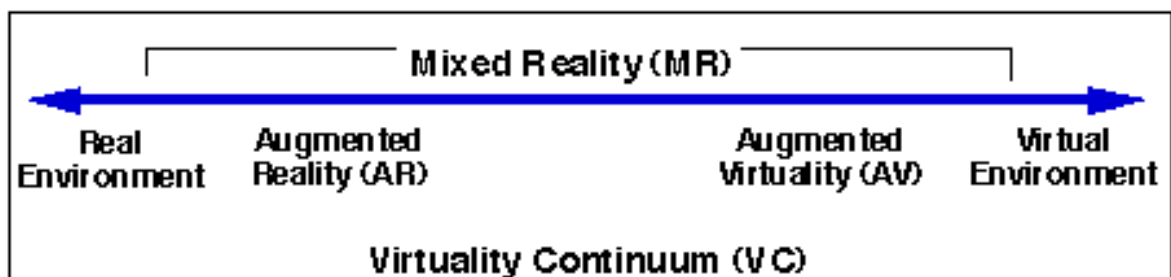 Mixed Reality (MR)
Real
Environment
Augmented
Reality (AR)
Augmented
Virtuality (AV)
Virtual
Environment
Virtuality Continuum (VC)